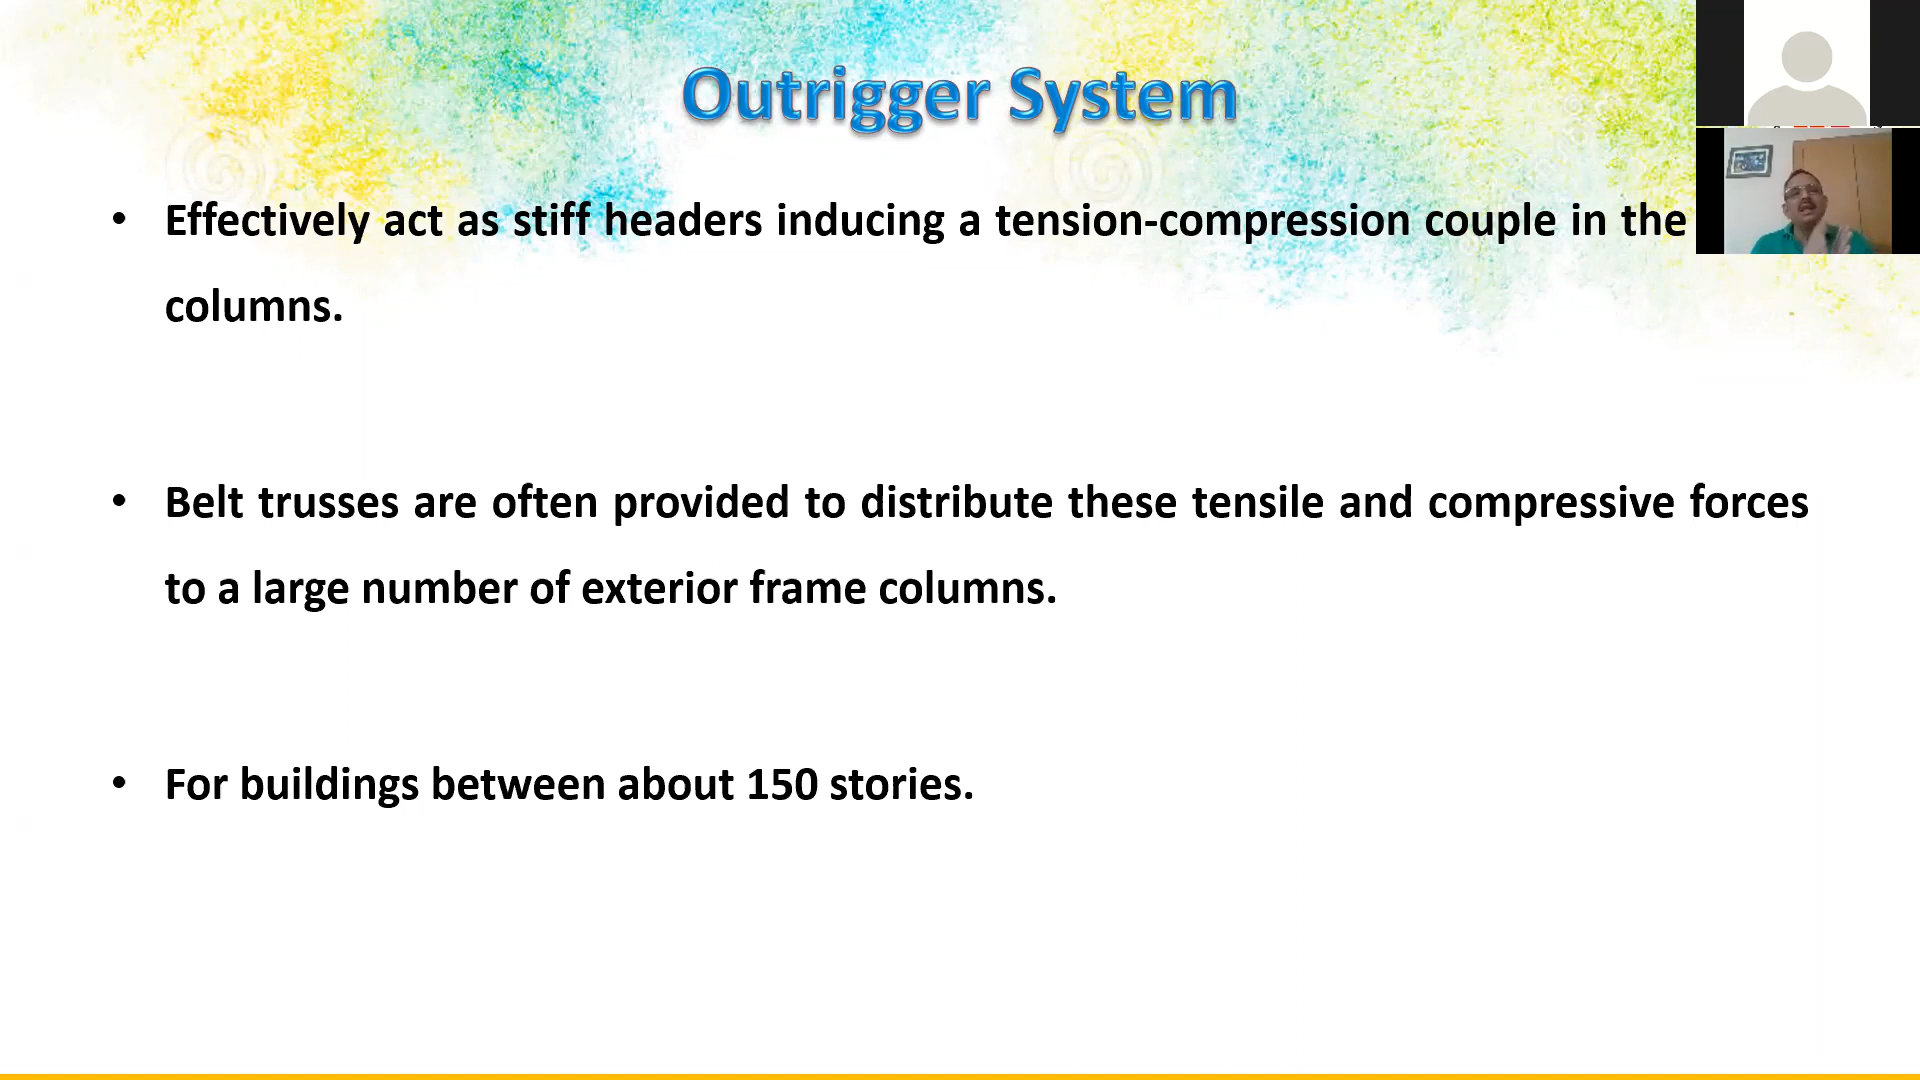 Outrigger System
• Effectively act as stiff headers inducing a tension-compression couple in the
columns.
• Belt trusses are often provided to distribute these tensile and compressive forces
to a large number of exterior frame columns.
• For buildings between about 150 stories.